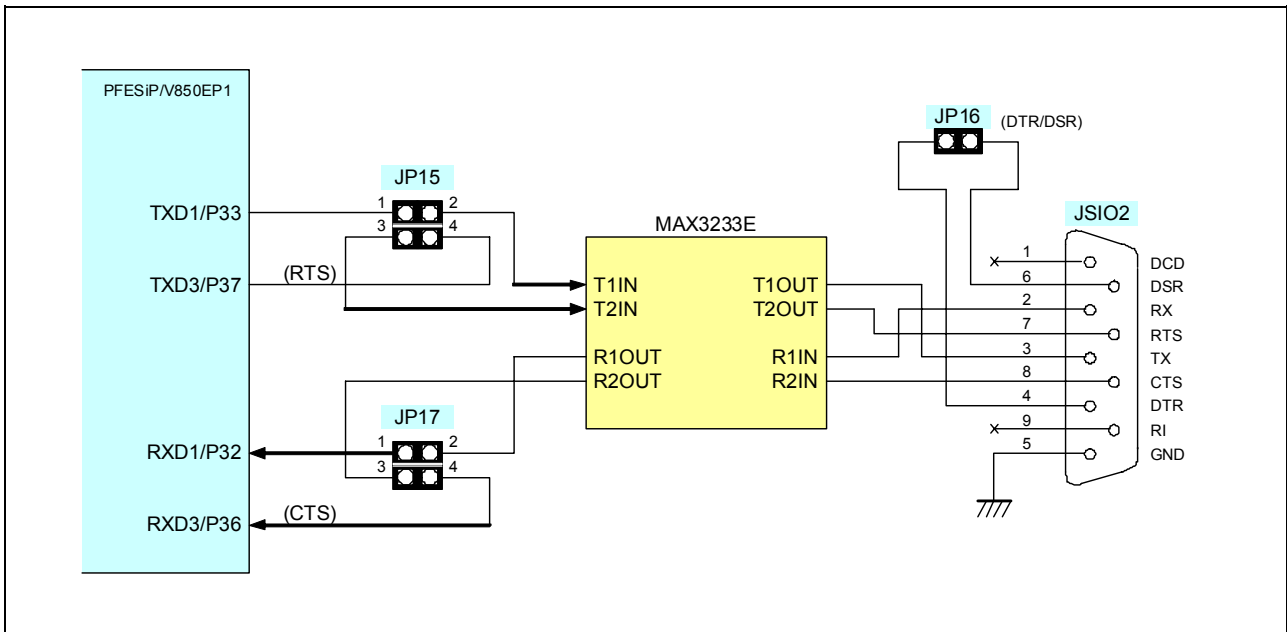 PFESiP/V850EP1
JP16 (DTR/DSR)
JP15
1 2
3 4
TXD1/P33
TXD3/P37
(RTS)
MAX3233E
T1IN
T2IN
R1OUT
R2OUT
T1OUT
T2OUT
R1IN
R2IN
JP17
1 2
3 4
RXD1/P32
RXD3/P36
(CTS)
JSIO2
1 DCD
6 DSR
2 RX
7 RTS
3 TX
8 CTS
4 DTR
9 RI
5 GND